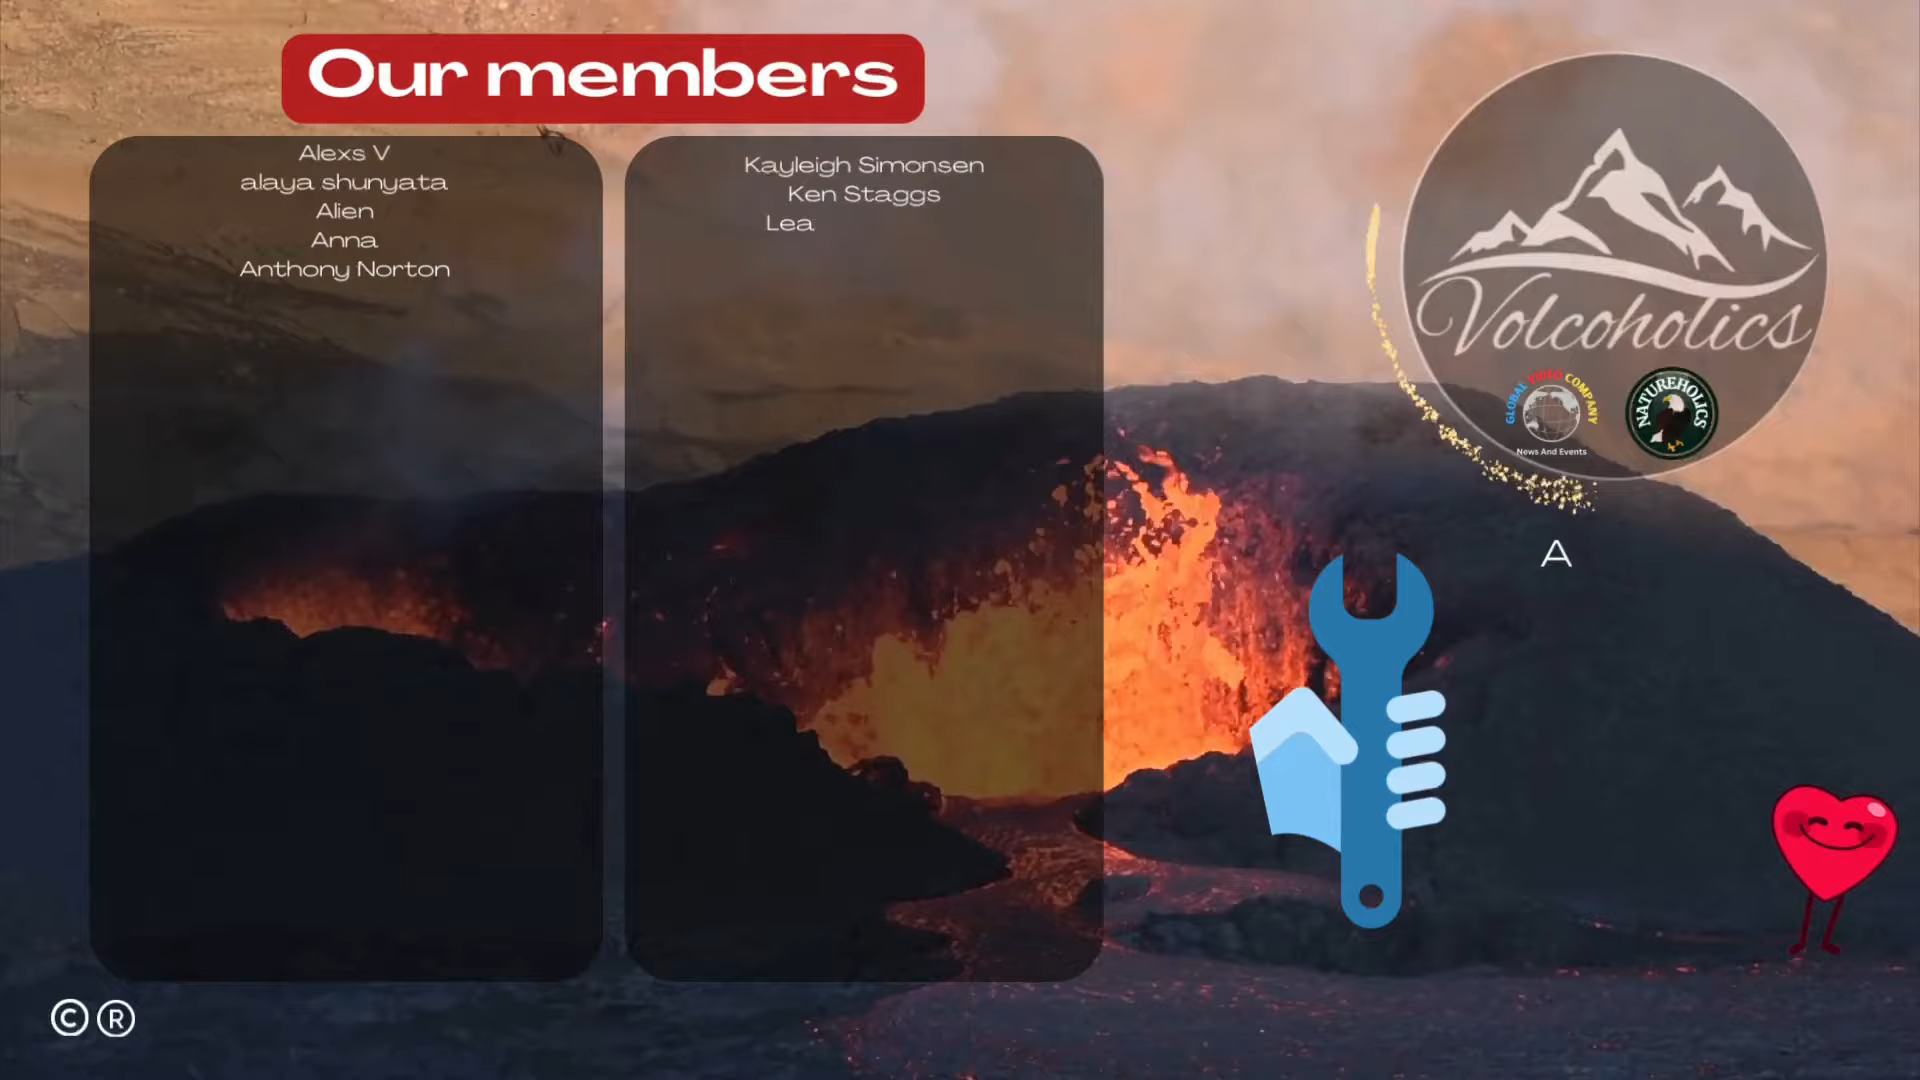 Our members
Alexs V
alaya shunyata
Alien
Anna
Anthony Norton
Kayleigh Simonsen
Ken Staggs
Lea
Volcoholics
GLOBAL VIDEO COMPANY
News And Events
NATUREHOLICS
A
© ®